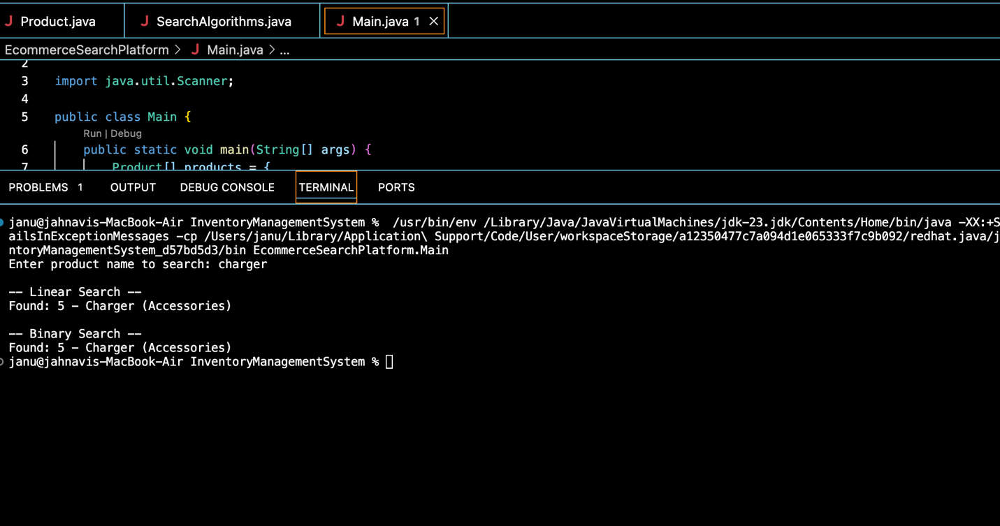 J Product.java J SearchAlgorithms.java J Main.java 1 ×
EcommerceSearchPlatform > J Main.java > ...
2
3 import java.util.Scanner;
4
5 public class Main {
Run | Debug
6 public static void main(String[] args) {
7 Product[] products = {
PROBLEMS 1 OUTPUT DEBUG CONSOLE TERMINAL PORTS
janu@jahnavis-MacBook-Air InventoryManagementSystem % /usr/bin/env /Library/Java/JavaVirtualMachines/jdk-23.jdk/Contents/Home/bin/java -XX:+S
ailsInExceptionMessages -cp /Users/janu/Library/Application\ Support/Code/User/workspaceStorage/a12350477c7a094d1e065333f7c9b092/redhat.java/j
ntoryManagementSystem_d57bd5d3/bin EcommerceSearchPlatform.Main
Enter product name to search: charger
-- Linear Search --
Found: 5 - Charger (Accessories)
-- Binary Search --
Found: 5 - Charger (Accessories)
janu@jahnavis-MacBook-Air InventoryManagementSystem %